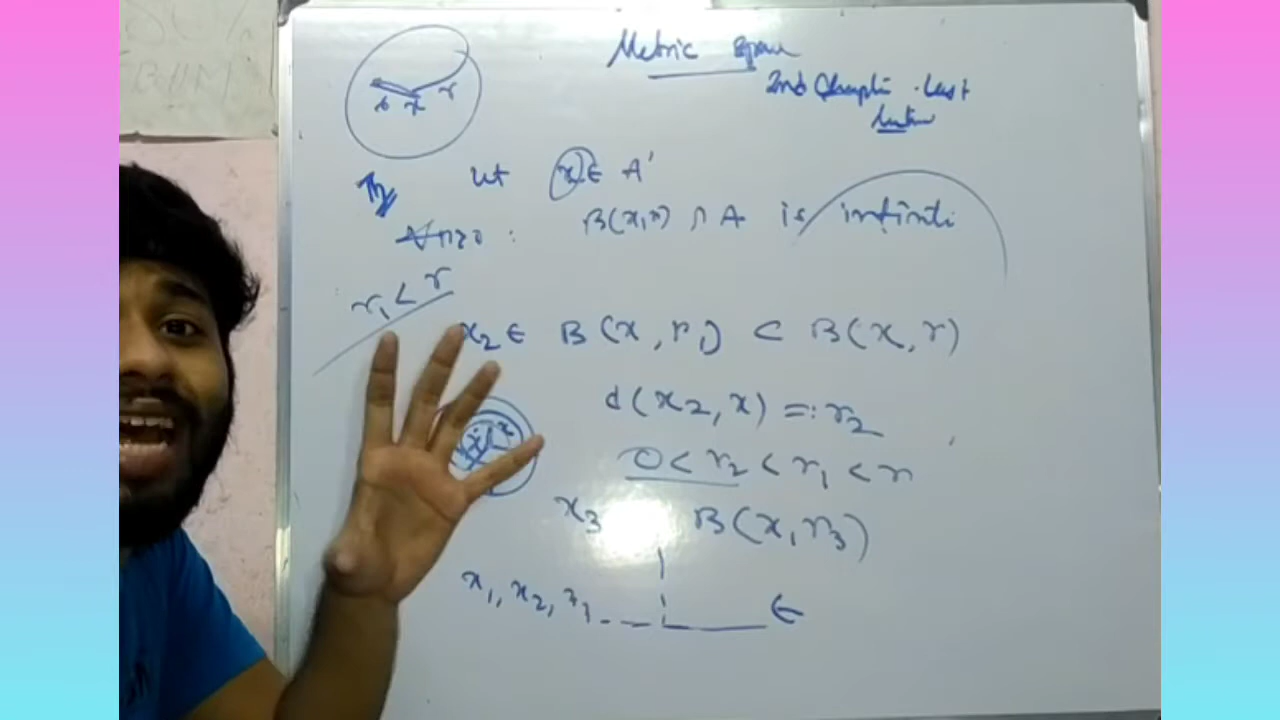 Metric Space
2nd Chapter Last
Lecture
r x r
Let x ∈ A'
∀ r>0 : B(x,r) ∩ A is infinite
r₁ < r
x₂ ∈ B(x, r₁) ⊂ B(x, r)
d(x₂, x) =: r₂
0 < r₂ < r₁ < r
x₃ B(x, r₃)
x₁, x₂, x₃ - - - ∈